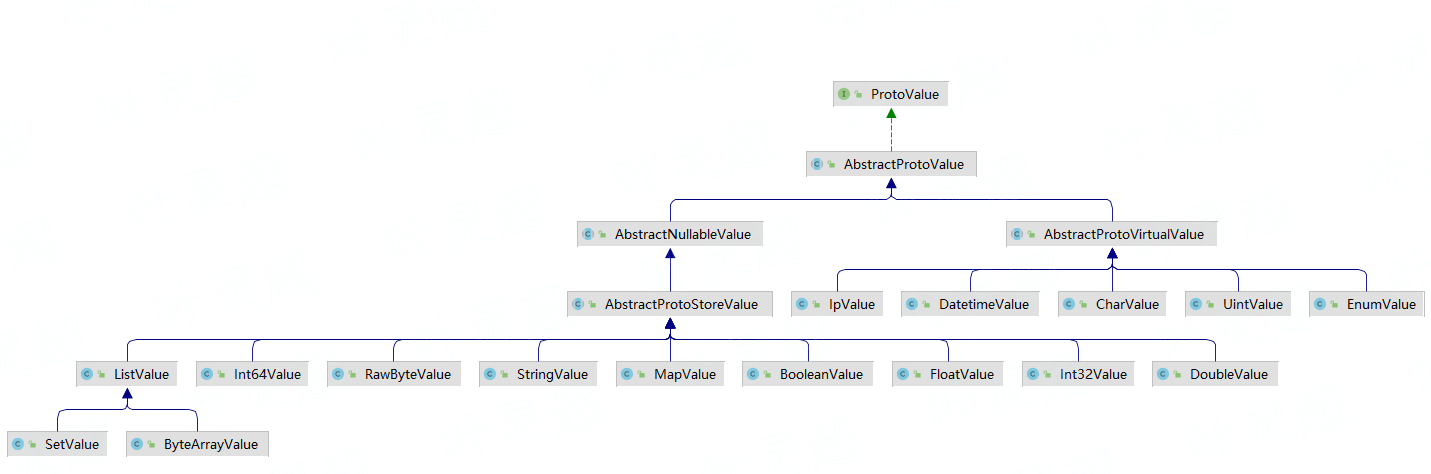 ProtoValue
AbstractProtoValue
AbstractNullableValue
AbstractProtoVirtualValue
AbstractProtoStoreValue
IpValue
DatetimeValue
CharValue
UintValue
EnumValue
ListValue
Int64Value
RawByteValue
StringValue
MapValue
BooleanValue
FloatValue
Int32Value
DoubleValue
SetValue
ByteArrayValue